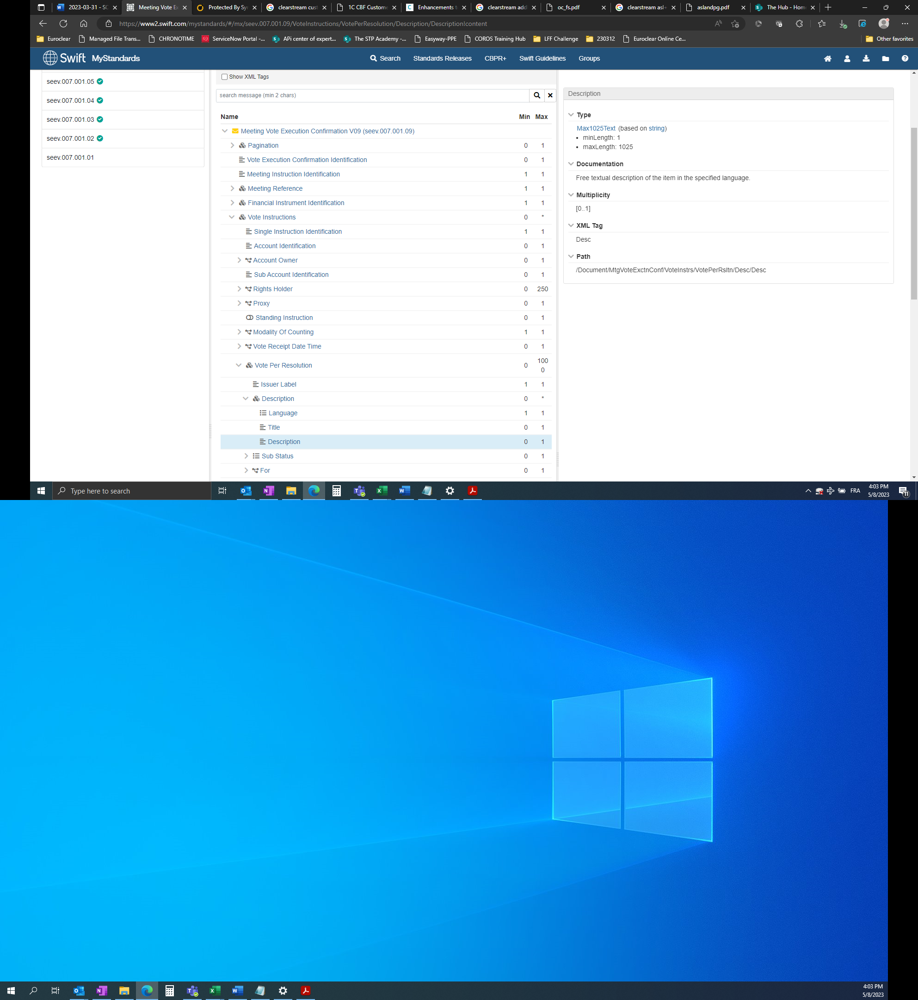 2023-03-31 - SC
Meeting Vote Ex
Protected By Syn
clearstream cust
1C CBF Custome
Enhancements t
clearstream add
oc_fs.pdf
clearstream asl-
aslandpg.pdf
The Hub - Hom
https://www2.swift.com/mystandards/#/mx/seev.007.001.09/VoteInstructions/VotePerResolution/Description/Description!content
Euroclear Managed File Trans... CHRONOTIME ServiceNow Portal -... APi center of expert... The STP Academy -... Easyway-PPE COROS Training Hub LFF Challenge 230312 Euroclear Online Ce... Other favorites
Swift MyStandards Search Standards Releases CBPR+ Swift Guidelines Groups
seev.007.001.05
seev.007.001.04
seev.007.001.03
seev.007.001.02
seev.007.001.01
Show XML Tags
search message (min 2 chars)
Name Min Max
Meeting Vote Execution Confirmation V09 (seev.007.001.09)
Pagination 0 1
Vote Execution Confirmation Identification 0 1
Meeting Instruction Identification 1 1
Meeting Reference 1 1
Financial Instrument Identification 1 1
Vote Instructions 0 *
Single Instruction Identification 1 1
Account Identification 0 1
Account Owner 0 1
Sub Account Identification 0 1
Rights Holder 0 250
Proxy 0 1
Standing Instruction 0 1
Modality Of Counting 1 1
Vote Receipt Date Time 0 1
Vote Per Resolution 0 100
0
Issuer Label 1 1
Description 0 *
Language 1 1
Title 0 1
Description 0 1
Sub Status 0 1
For 0 1
Description
Type
Max1025Text (based on string)
• minLength: 1
• maxLength: 1025
Documentation
Free textual description of the item in the specified language.
Multiplicity
[0..1]
XML Tag
Desc
Path
/Document/MtgVoteExctnConf/VoteInstrs/VotePerRsltn/Desc/Desc
Type here to search
FRA
4:03 PM
5/8/2023
11
4:03 PM
5/8/2023